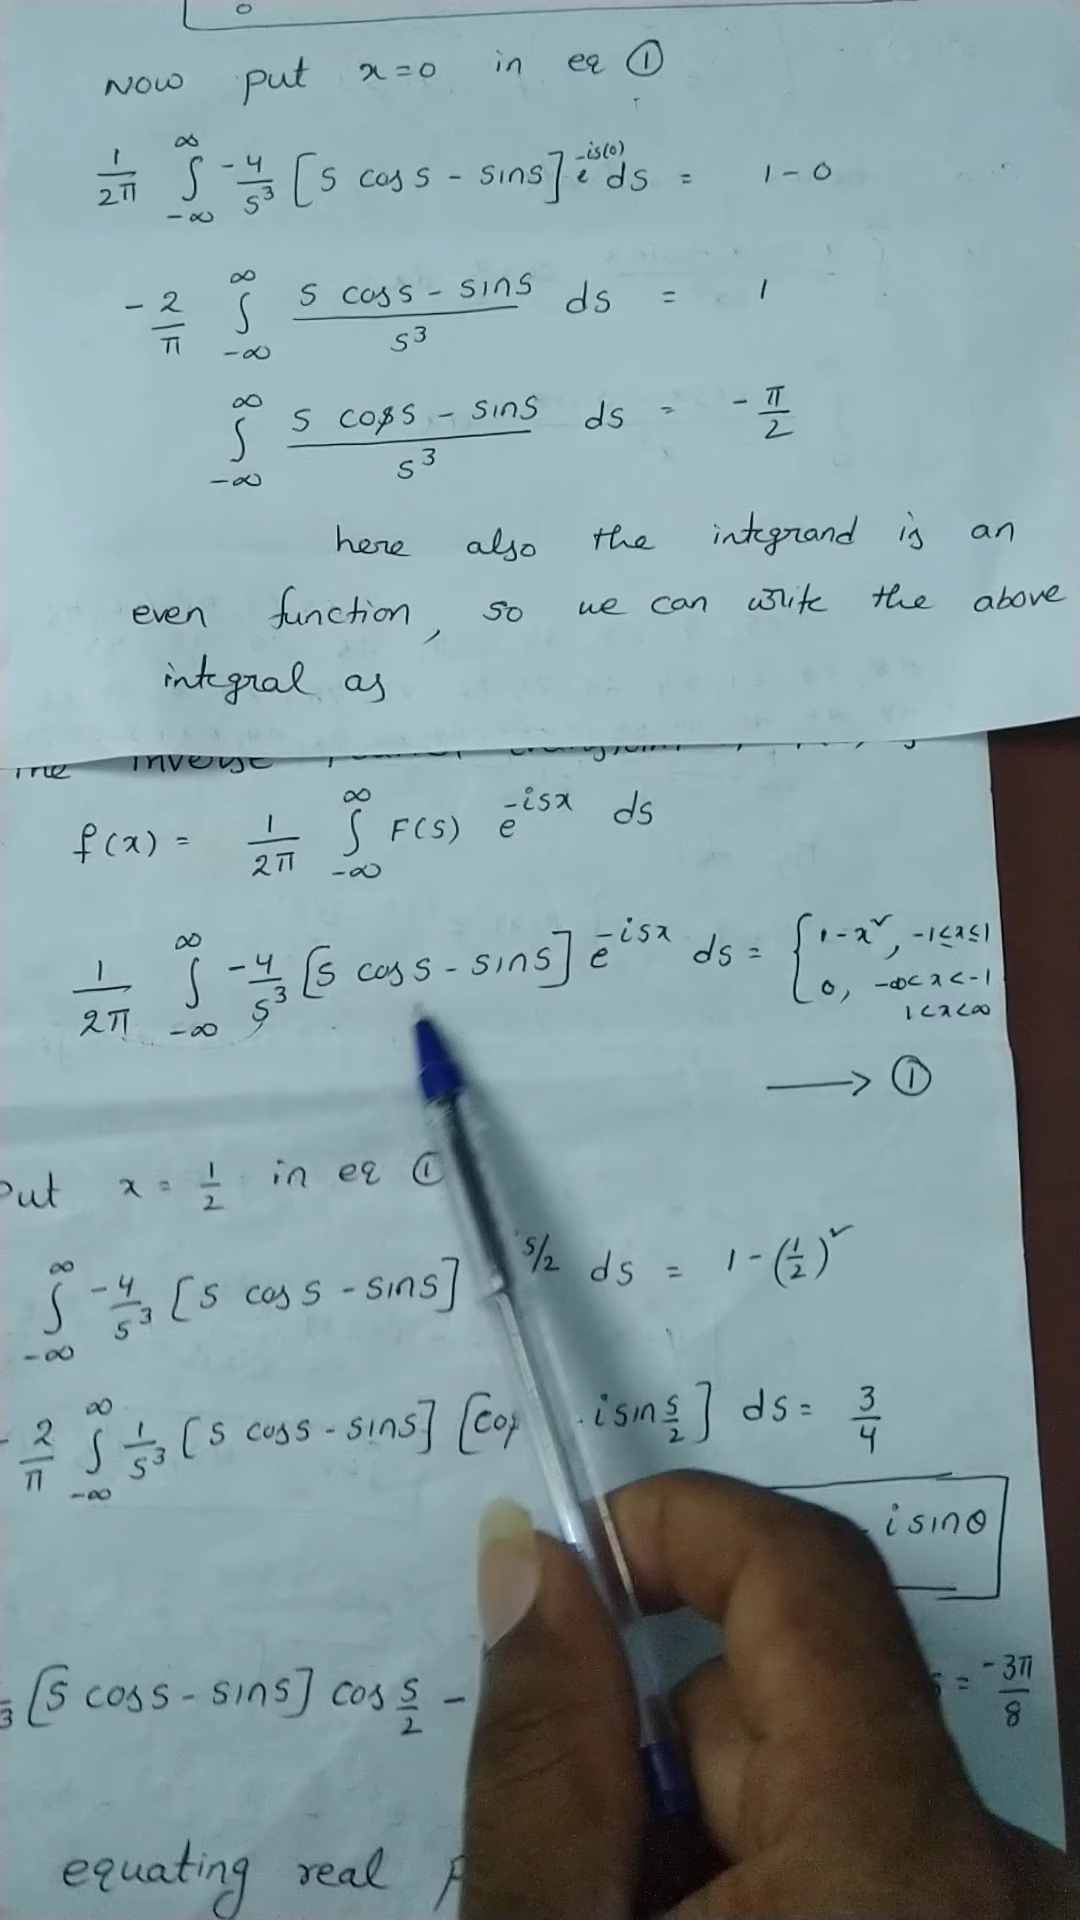 Now put x=0 in eq ①
1/2π ∫_{-∞}^{∞} -4/s³ [s cos s - sin s] e^{-is(0)} ds = 1-0
-2/π ∫_{-∞}^{∞} (s cos s - sin s)/s³ ds = 1
∫_{-∞}^{∞} (s cos s - sin s)/s³ ds = -π/2
here also the integrand is an
even function, so we can write the above
integral as
f(x) = 1/2π ∫_{-∞}^{∞} F(s) e^{-isx} ds
1/2π ∫_{-∞}^{∞} -4/s³ [s cos s - sin s] e^{-isx} ds = { 1-x², -1≤x≤1
0, -∞<x<-1
1<x<∞
⟶ ①
put x = 1/2 in eq ①
∫_{-∞}^{∞} -4/s³ [s cos s - sin s] s/2 ds = 1-(1/2)²
-2/π ∫_{-∞}^{∞} 1/s³ [s cos s - sin s] [cos - i sin s/2] ds = 3/4
i sin θ
[s cos s - sin s] cos s/2 - = -3π/8
equating real